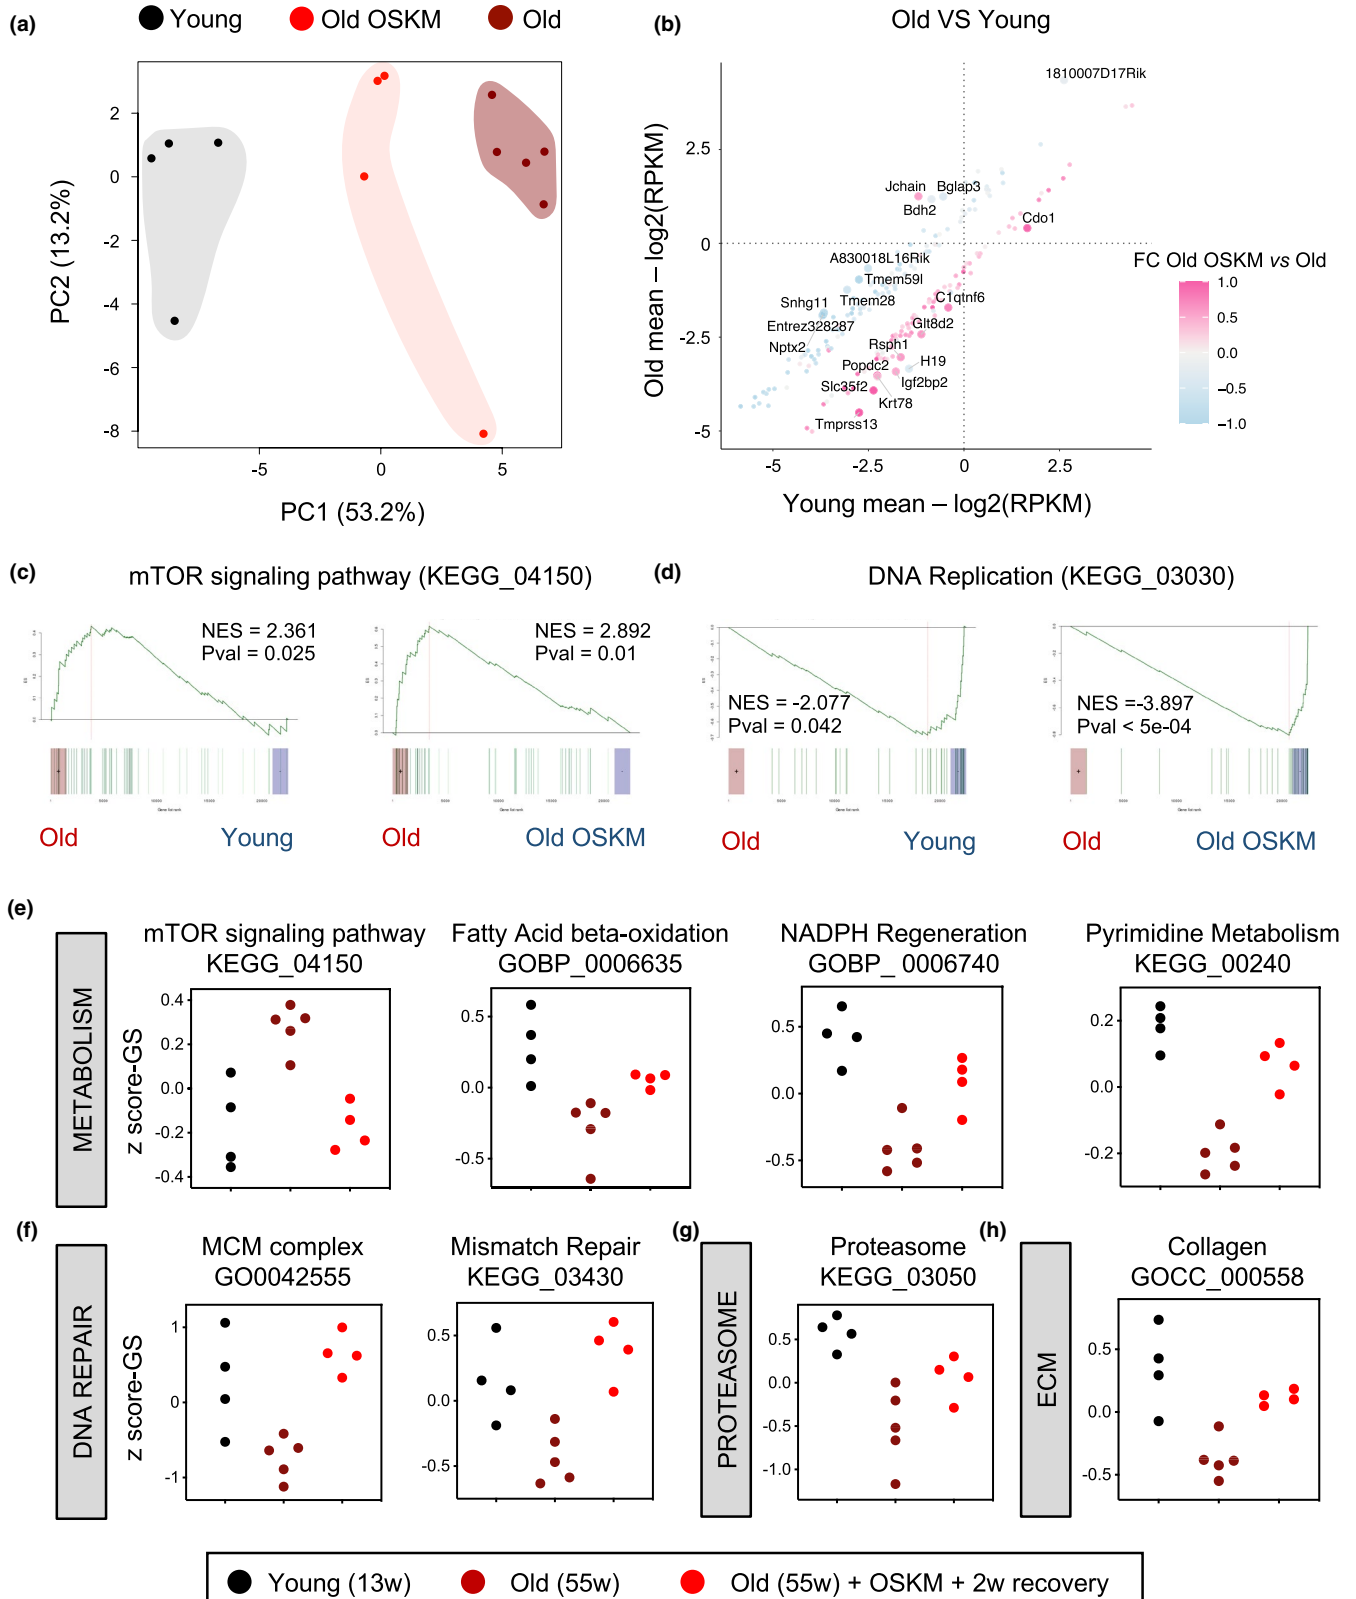 (a)
Young
Old OSKM
Old
PC2 (13.2%)
2
0
-2
-4
-6
-8
-5
0
5
PC1 (53.2%)
(b)
Old VS Young
Old mean – log2(RPKM)
2.5
0
-2.5
-5
1810007D17Rik
Jchain
Bglap3
Bdh2
Cdo1
A830018L16Rik
Tmem59l
Tmem28
Snhg11
C1qtnf6
Entrez328287
Glt8d2
Nptx2
Rsph1
H19
Popdc2
Igf2bp2
Slc35f2
Krt78
Tmprss13
-5
-2.5
0
2.5
Young mean – log2(RPKM)
FC Old OSKM vs Old
1.0
0.5
0.0
−0.5
−1.0
(c)
mTOR signaling pathway (KEGG_04150)
NES = 2.361
Pval = 0.025
Old
Young
NES = 2.892
Pval = 0.01
Old
Old OSKM
(d)
DNA Replication (KEGG_03030)
NES = -2.077
Pval = 0.042
Old
Young
NES =-3.897
Pval < 5e-04
Old
Old OSKM
(e)
METABOLISM
mTOR signaling pathway
KEGG_04150
z score-GS
0.4
0.2
0.0
-0.2
-0.4
Fatty Acid beta-oxidation
GOBP_0006635
0.5
0.0
-0.5
NADPH Regeneration
GOBP_0006740
0.5
0.0
-0.5
Pyrimidine Metabolism
KEGG_00240
0.2
0.0
-0.2
(f)
DNA REPAIR
MCM complex
GO0042555
z score-GS
1
0
-1
Mismatch Repair
KEGG_03430
0.5
0.0
-0.5
(g)
PROTEASOME
Proteasome
KEGG_03050
0.5
0.0
-0.5
-1.0
(h)
ECM
Collagen
GOCC_000558
0.5
0.0
-0.5
Young (13w)
Old (55w)
Old (55w) + OSKM + 2w recovery